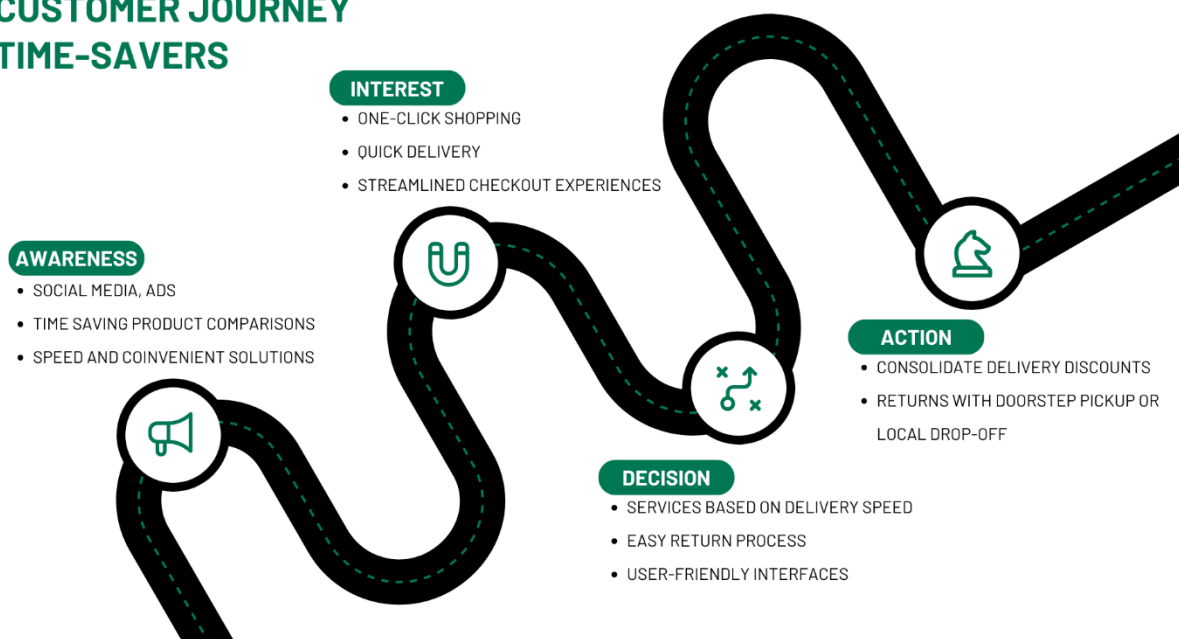 CUSTOMER JOURNEY
TIME-SAVERS
INTEREST
ONE-CLICK SHOPPING
QUICK DELIVERY
STREAMLINED CHECKOUT EXPERIENCES
AWARENESS
SOCIAL MEDIA, ADS
TIME SAVING PRODUCT COMPARISONS
SPEED AND COINVENIENT SOLUTIONS
ACTION
CONSOLIDATE DELIVERY DISCOUNTS
RETURNS WITH DOORSTEP PICKUP OR
LOCAL DROP-OFF
DECISION
SERVICES BASED ON DELIVERY SPEED
EASY RETURN PROCESS
USER-FRIENDLY INTERFACES